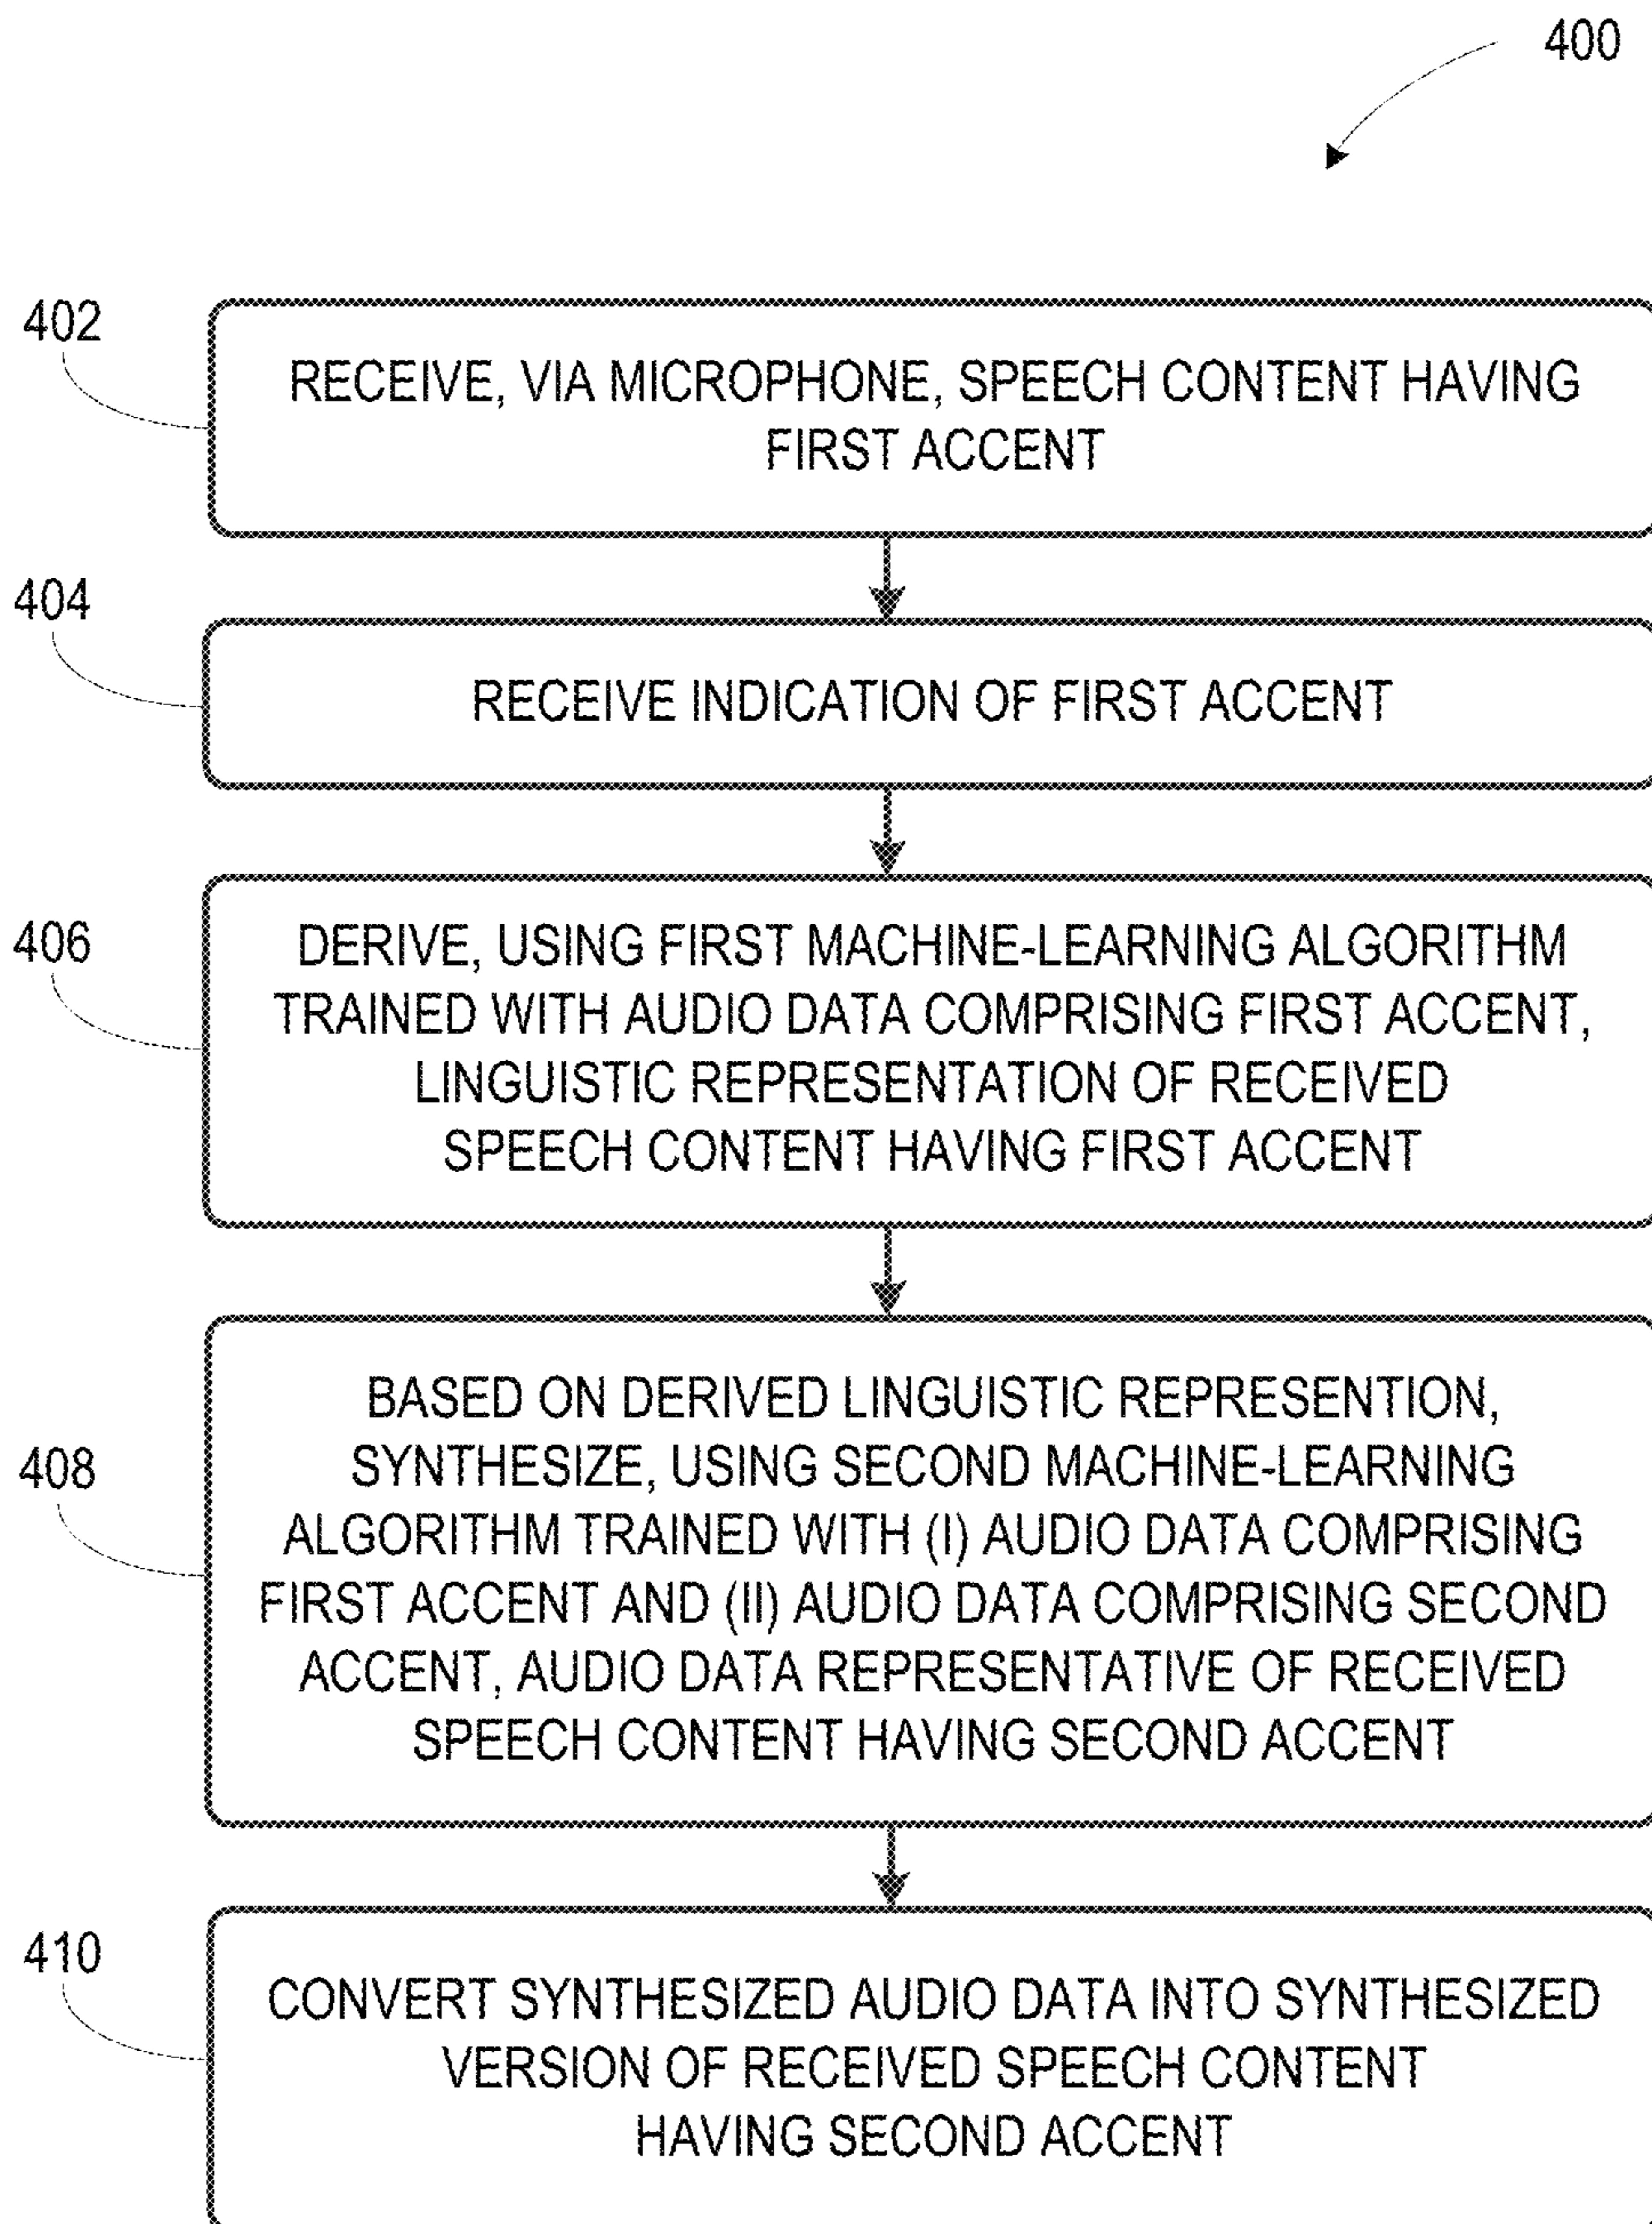 400
402
RECEIVE, VIA MICROPHONE, SPEECH CONTENT HAVING
FIRST ACCENT
404
RECEIVE INDICATION OF FIRST ACCENT
406
DERIVE, USING FIRST MACHINE-LEARNING ALGORITHM
TRAINED WITH AUDIO DATA COMPRISING FIRST ACCENT,
LINGUISTIC REPRESENTATION OF RECEIVED
SPEECH CONTENT HAVING FIRST ACCENT
408
BASED ON DERIVED LINGUISTIC REPRESENTION,
SYNTHESIZE, USING SECOND MACHINE-LEARNING
ALGORITHM TRAINED WITH (I) AUDIO DATA COMPRISING
FIRST ACCENT AND (II) AUDIO DATA COMPRISING SECOND
ACCENT, AUDIO DATA REPRESENTATIVE OF RECEIVED
SPEECH CONTENT HAVING SECOND ACCENT
410
CONVERT SYNTHESIZED AUDIO DATA INTO SYNTHESIZED
VERSION OF RECEIVED SPEECH CONTENT
HAVING SECOND ACCENT